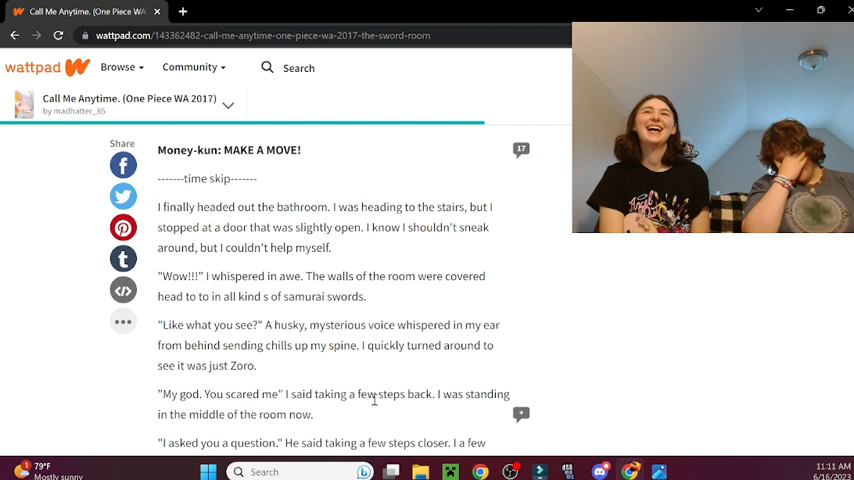 Call Me Anytime. (One Piece WA
wattpad.com/143362482-call-me-anytime-one-piece-wa-2017-the-sword-room
wattpad
Browse
Community
Search
Call Me Anytime. (One Piece WA 2017)
by madhatter_85
Share
Money-kun: MAKE A MOVE!
17
-------time skip-------
I finally headed out the bathroom. I was heading to the stairs, but I
stopped at a door that was slightly open. I know I shouldn't sneak
around, but I couldn't help myself.
"Wow!!!" I whispered in awe. The walls of the room were covered
head to to in all kind s of samurai swords.
"Like what you see?" A husky, mysterious voice whispered in my ear
from behind sending chills up my spine. I quickly turned around to
see it was just Zoro.
"My god. You scared me" I said taking a few steps back. I was standing
in the middle of the room now.
+
"I asked you a question." He said taking a few steps closer. I a few
1
79°F
Mostly sunny
Search
11:11 AM
6/16/2023